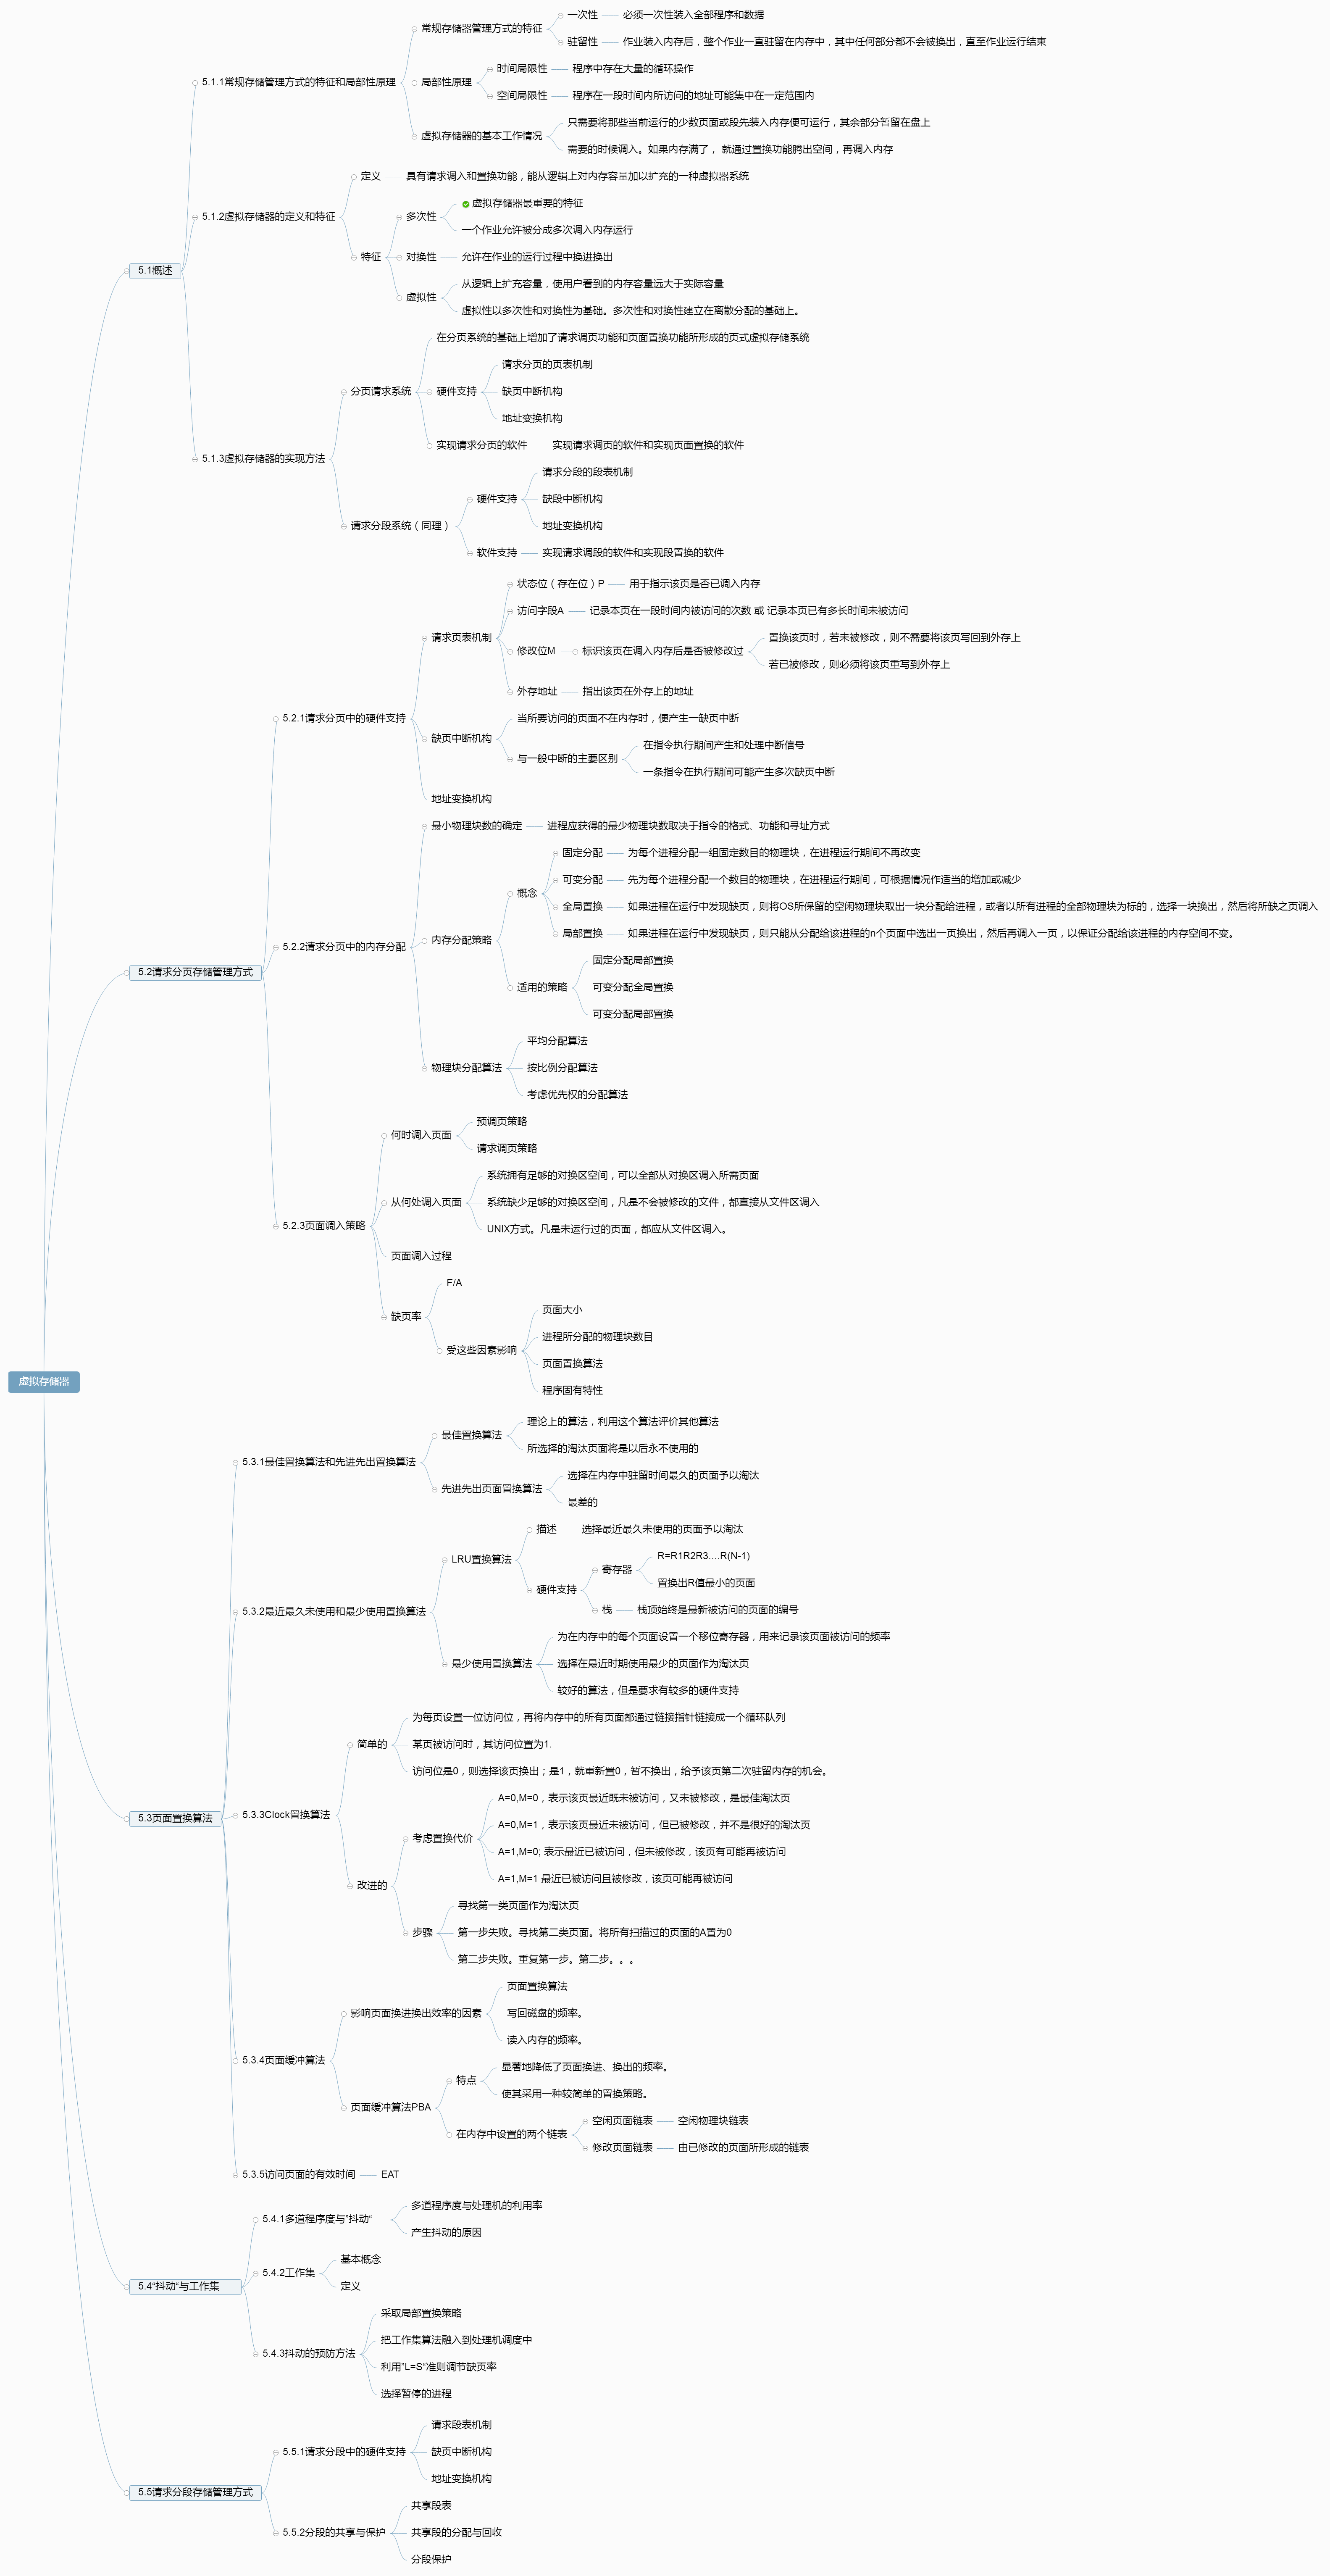 虚拟存储器
5.1概述
5.1.1常规存储管理方式的特征和局部性原理
常规存储器管理方式的特征
一次性
必须一次性装入全部程序和数据
驻留性
作业装入内存后，整个作业一直驻留在内存中，其中任何部分都不会被换出，直至作业运行结束
局部性原理
时间局限性
程序中存在大量的循环操作
空间局限性
程序在一段时间内所访问的地址可能集中在一定范围内
虚拟存储器的基本工作情况
只需要将那些当前运行的少数页面或段先装入内存便可运行，其余部分暂留在盘上
需要的时候调入。如果内存满了， 就通过置换功能腾出空间，再调入内存
5.1.2虚拟存储器的定义和特征
定义
具有请求调入和置换功能，能从逻辑上对内存容量加以扩充的一种虚拟器系统
特征
多次性
虚拟存储器最重要的特征
一个作业允许被分成多次调入内存运行
对换性
允许在作业的运行过程中换进换出
虚拟性
从逻辑上扩充容量，使用户看到的内存容量远大于实际容量
虚拟性以多次性和对换性为基础。多次性和对换性建立在离散分配的基础上。
5.1.3虚拟存储器的实现方法
分页请求系统
在分页系统的基础上增加了请求调页功能和页面置换功能所形成的页式虚拟存储系统
硬件支持
请求分页的页表机制
缺页中断机构
地址变换机构
实现请求分页的软件
实现请求调页的软件和实现页面置换的软件
请求分段系统（同理）
硬件支持
请求分段的段表机制
缺段中断机构
地址变换机构
软件支持
实现请求调段的软件和实现段置换的软件
5.2请求分页存储管理方式
5.2.1请求分页中的硬件支持
请求页表机制
状态位（存在位）P
用于指示该页是否已调入内存
访问字段A
记录本页在一段时间内被访问的次数 或 记录本页已有多长时间未被访问
修改位M
标识该页在调入内存后是否被修改过
置换该页时，若未被修改，则不需要将该页写回到外存上
若已被修改，则必须将该页重写到外存上
外存地址
指出该页在外存上的地址
缺页中断机构
当所要访问的页面不在内存时，便产生一缺页中断
与一般中断的主要区别
在指令执行期间产生和处理中断信号
一条指令在执行期间可能产生多次缺页中断
地址变换机构
5.2.2请求分页中的内存分配
最小物理块数的确定
进程应获得的最少物理块数取决于指令的格式、功能和寻址方式
内存分配策略
概念
固定分配
为每个进程分配一组固定数目的物理块，在进程运行期间不再改变
可变分配
先为每个进程分配一个数目的物理块，在进程运行期间，可根据情况作适当的增加或减少
全局置换
如果进程在运行中发现缺页，则将OS所保留的空闲物理块取出一块分配给进程，或者以所有进程的全部物理块为标的，选择一块换出，然后将所缺之页调入
局部置换
如果进程在运行中发现缺页，则只能从分配给该进程的n个页面中选出一页换出，然后再调入一页，以保证分配给该进程的内存空间不变。
适用的策略
固定分配局部置换
可变分配全局置换
可变分配局部置换
物理块分配算法
平均分配算法
按比例分配算法
考虑优先权的分配算法
5.2.3页面调入策略
何时调入页面
预调页策略
请求调页策略
从何处调入页面
系统拥有足够的对换区空间，可以全部从对换区调入所需页面
系统缺少足够的对换区空间，凡是不会被修改的文件，都直接从文件区调入
UNIX方式。凡是未运行过的页面，都应从文件区调入。
页面调入过程
缺页率
F/A
受这些因素影响
页面大小
进程所分配的物理块数目
页面置换算法
程序固有特性
5.3页面置换算法
5.3.1最佳置换算法和先进先出置换算法
最佳置换算法
理论上的算法，利用这个算法评价其他算法
所选择的淘汰页面将是以后永不使用的
先进先出页面置换算法
选择在内存中驻留时间最久的页面予以淘汰
最差的
5.3.2最近最久未使用和最少使用置换算法
LRU置换算法
描述
选择最近最久未使用的页面予以淘汰
硬件支持
寄存器
R=R1R2R3....R(N-1)
置换出R值最小的页面
栈
栈顶始终是最新被访问的页面的编号
最少使用置换算法
为在内存中的每个页面设置一个移位寄存器，用来记录该页面被访问的频率
选择在最近时期使用最少的页面作为淘汰页
较好的算法，但是要求有较多的硬件支持
5.3.3Clock置换算法
简单的
为每页设置一位访问位，再将内存中的所有页面都通过链接指针链接成一个循环队列
某页被访问时，其访问位置为1.
访问位是0，则选择该页换出；是1，就重新置0，暂不换出，给予该页第二次驻留内存的机会。
改进的
考虑置换代价
A=0,M=0，表示该页最近既未被访问，又未被修改，是最佳淘汰页
A=0,M=1，表示该页最近未被访问，但已被修改，并不是很好的淘汰页
A=1,M=0; 表示最近已被访问，但未被修改，该页有可能再被访问
A=1,M=1 最近已被访问且被修改，该页可能再被访问
步骤
寻找第一类页面作为淘汰页
第一步失败。寻找第二类页面。将所有扫描过的页面的A置为0
第二步失败。重复第一步。第二步。。。
5.3.4页面缓冲算法
影响页面换进换出效率的因素
页面置换算法
写回磁盘的频率。
读入内存的频率。
页面缓冲算法PBA
特点
显著地降低了页面换进、换出的频率。
使其采用一种较简单的置换策略。
在内存中设置的两个链表
空闲页面链表
空闲物理块链表
修改页面链表
由已修改的页面所形成的链表
5.3.5访问页面的有效时间
EAT
5.4“抖动“与工作集
5.4.1多道程序度与”抖动“
多道程序度与处理机的利用率
产生抖动的原因
5.4.2工作集
基本概念
定义
5.4.3抖动的预防方法
采取局部置换策略
把工作集算法融入到处理机调度中
利用”L=S“准则调节缺页率
选择暂停的进程
5.5请求分段存储管理方式
5.5.1请求分段中的硬件支持
请求段表机制
缺页中断机构
地址变换机构
5.5.2分段的共享与保护
共享段表
共享段的分配与回收
分段保护